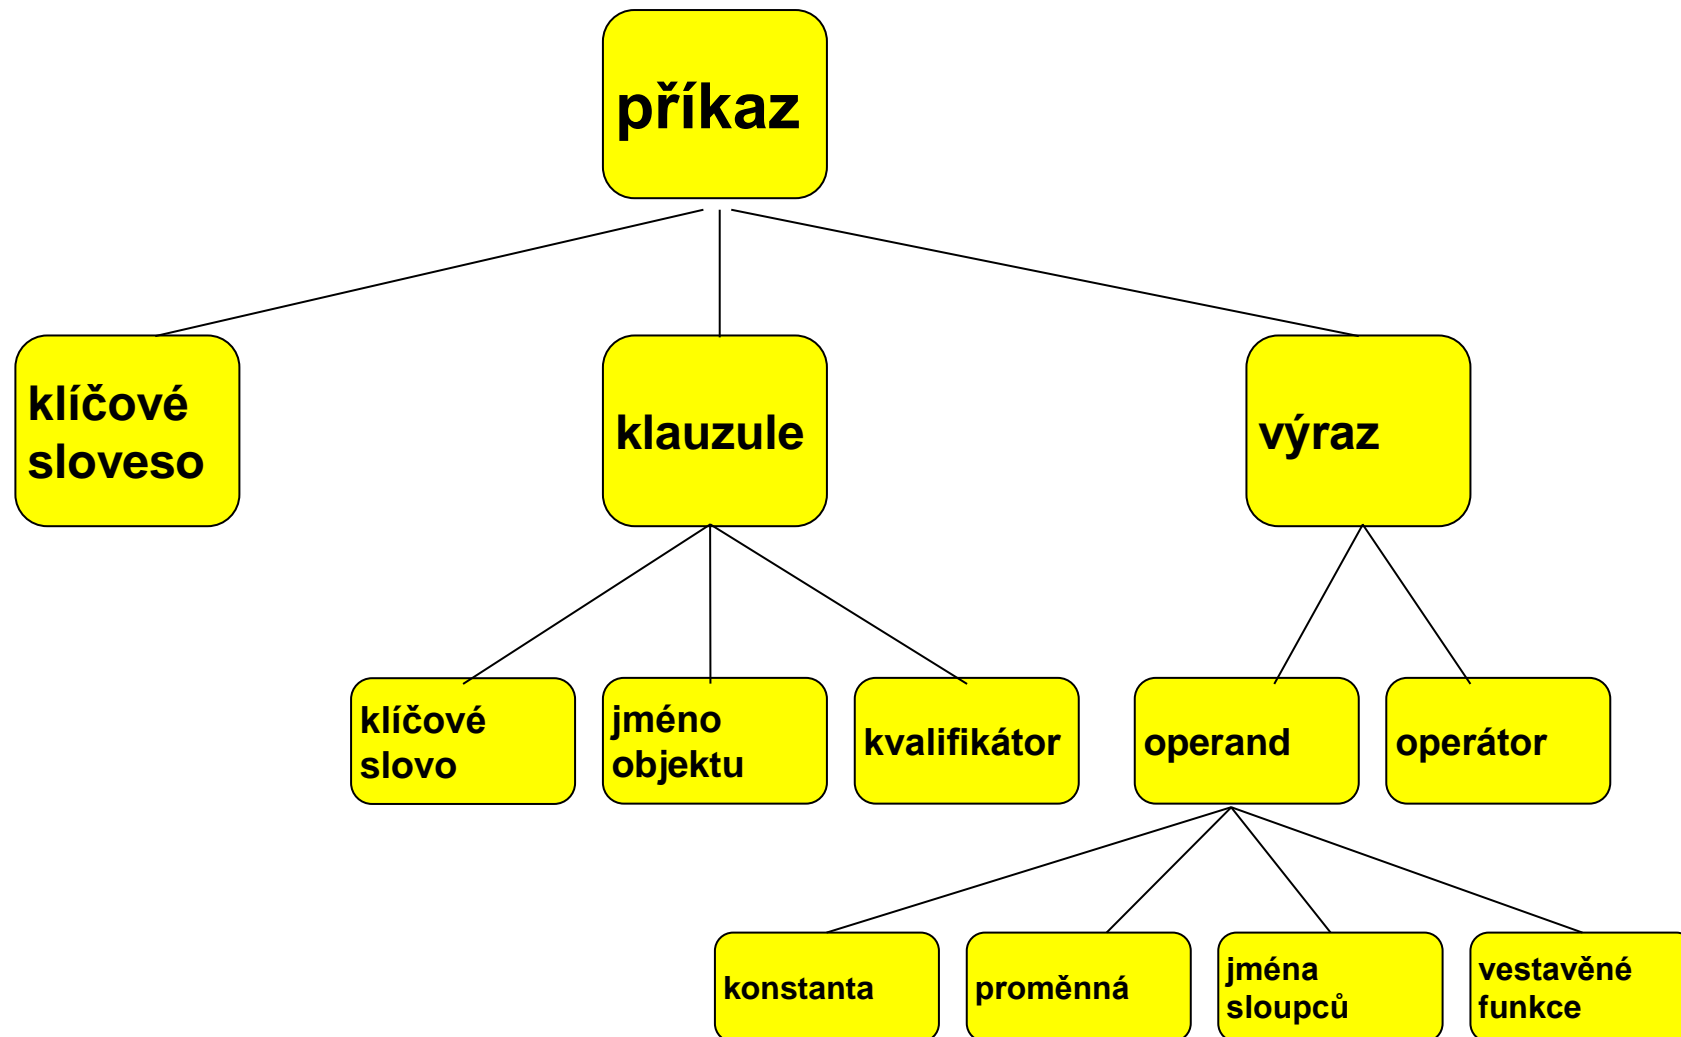 příkaz
klíčové
sloveso
klauzule
výraz
klíčové
slovo
jméno
objektu
kvalifikátor
operand
operátor
konstanta
proměnná
jména
sloupců
vestavěné
funkce